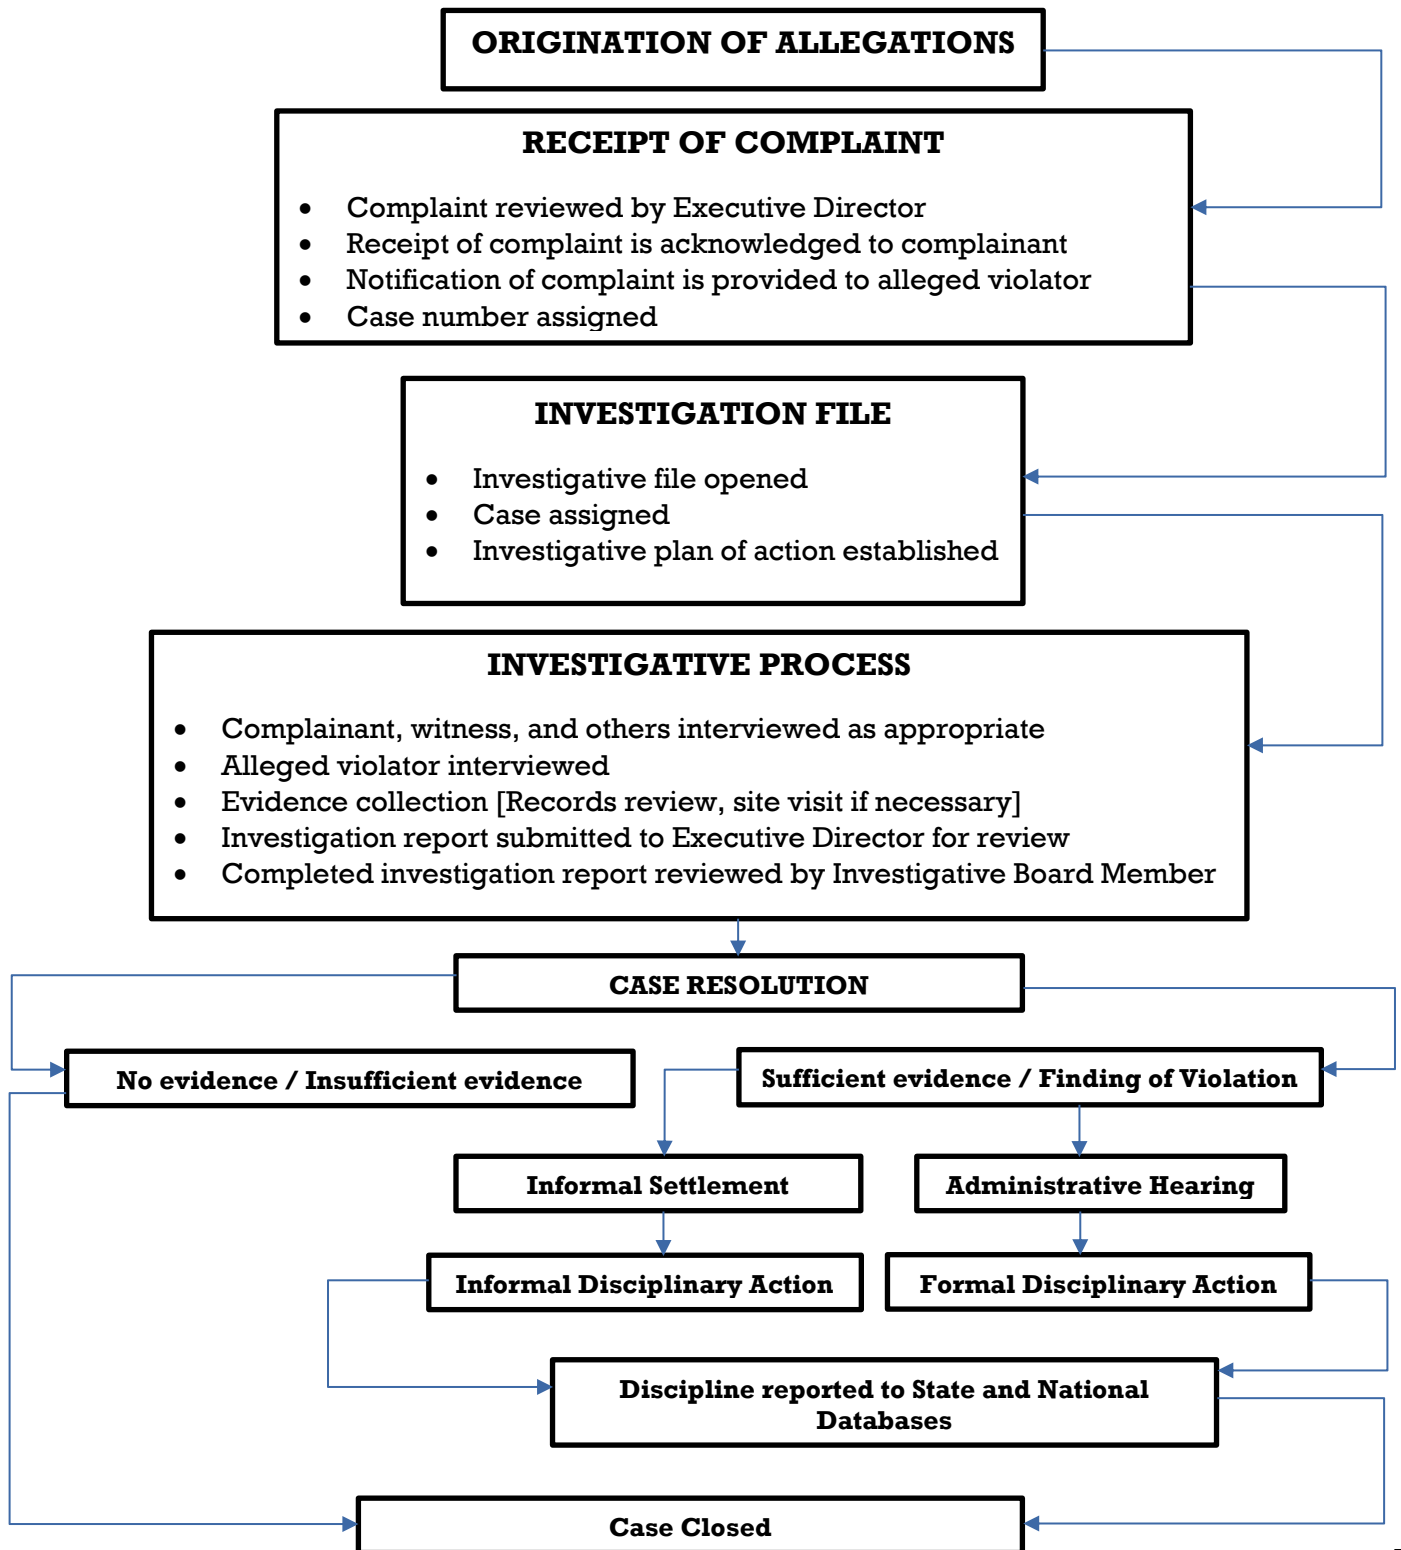 ORIGINATION OF ALLEGATIONS
RECEIPT OF COMPLAINT
• Complaint reviewed by Executive Director
• Receipt of complaint is acknowledged to complainant
• Notification of complaint is provided to alleged violator
• Case number assigned
INVESTIGATION FILE
• Investigative file opened
• Case assigned
• Investigative plan of action established
INVESTIGATIVE PROCESS
• Complainant, witness, and others interviewed as appropriate
• Alleged violator interviewed
• Evidence collection [Records review, site visit if necessary]
• Investigation report submitted to Executive Director for review
• Completed investigation report reviewed by Investigative Board Member
CASE RESOLUTION
No evidence / Insufficient evidence
Sufficient evidence / Finding of Violation
Informal Settlement
Administrative Hearing
Informal Disciplinary Action
Formal Disciplinary Action
Discipline reported to State and National
Databases
Case Closed